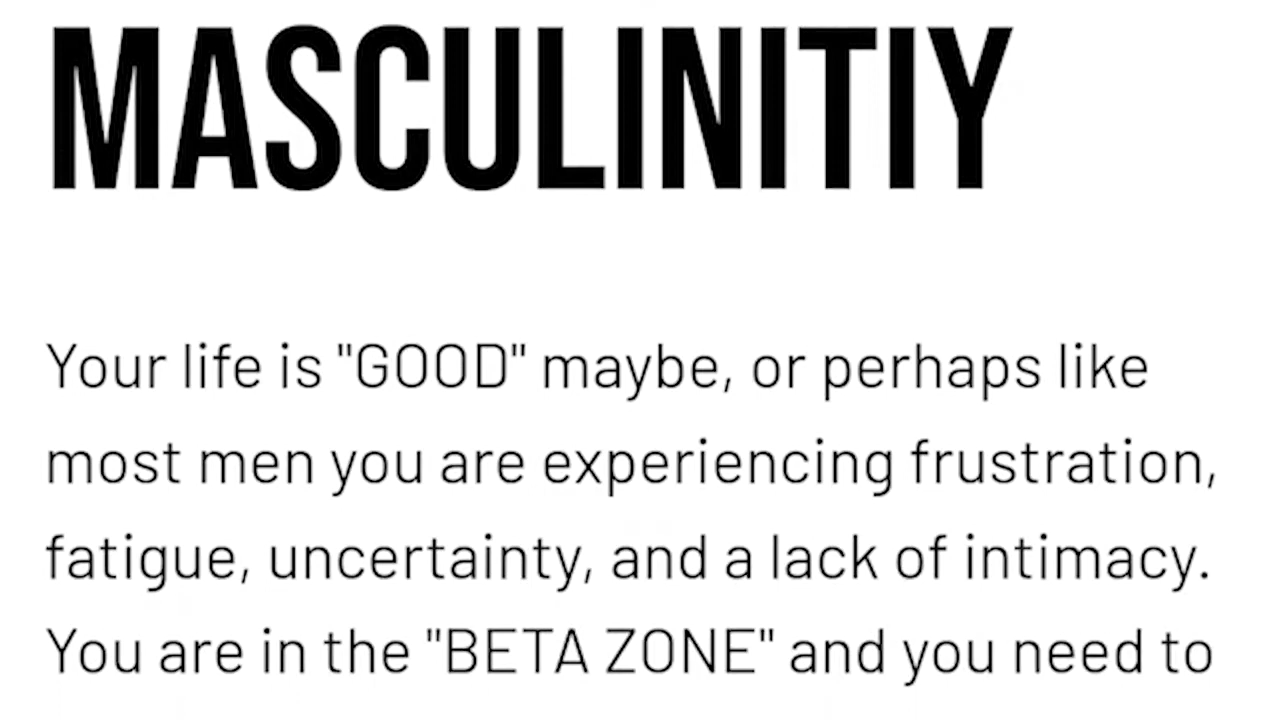 MASCULINITIY
Your life is "GOOD" maybe, or perhaps like
most men you are experiencing frustration,
fatigue, uncertainty, and a lack of intimacy.
You are in the "BETA ZONE" and you need to